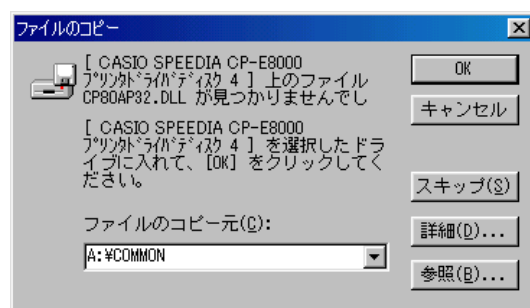 ファイルのコピー
[ CASIO SPEEDIA CP-E8000
ﾌﾟﾘﾝﾀﾄﾞﾗｲﾊﾞﾃﾞｨｽｸ 4 ] 上のファイル
CP80AP32.DLL が見つかりませんでし
[ CASIO SPEEDIA CP-E8000
ﾌﾟﾘﾝﾀﾄﾞﾗｲﾊﾞﾃﾞｨｽｸ 4 ] を選択したドラ
イブに入れて、[OK] をクリックしてく
ださい。
ファイルのコピー元(C):
A:¥COMMON
OK
キャンセル
スキップ(S)
詳細(D)...
参照(B)...